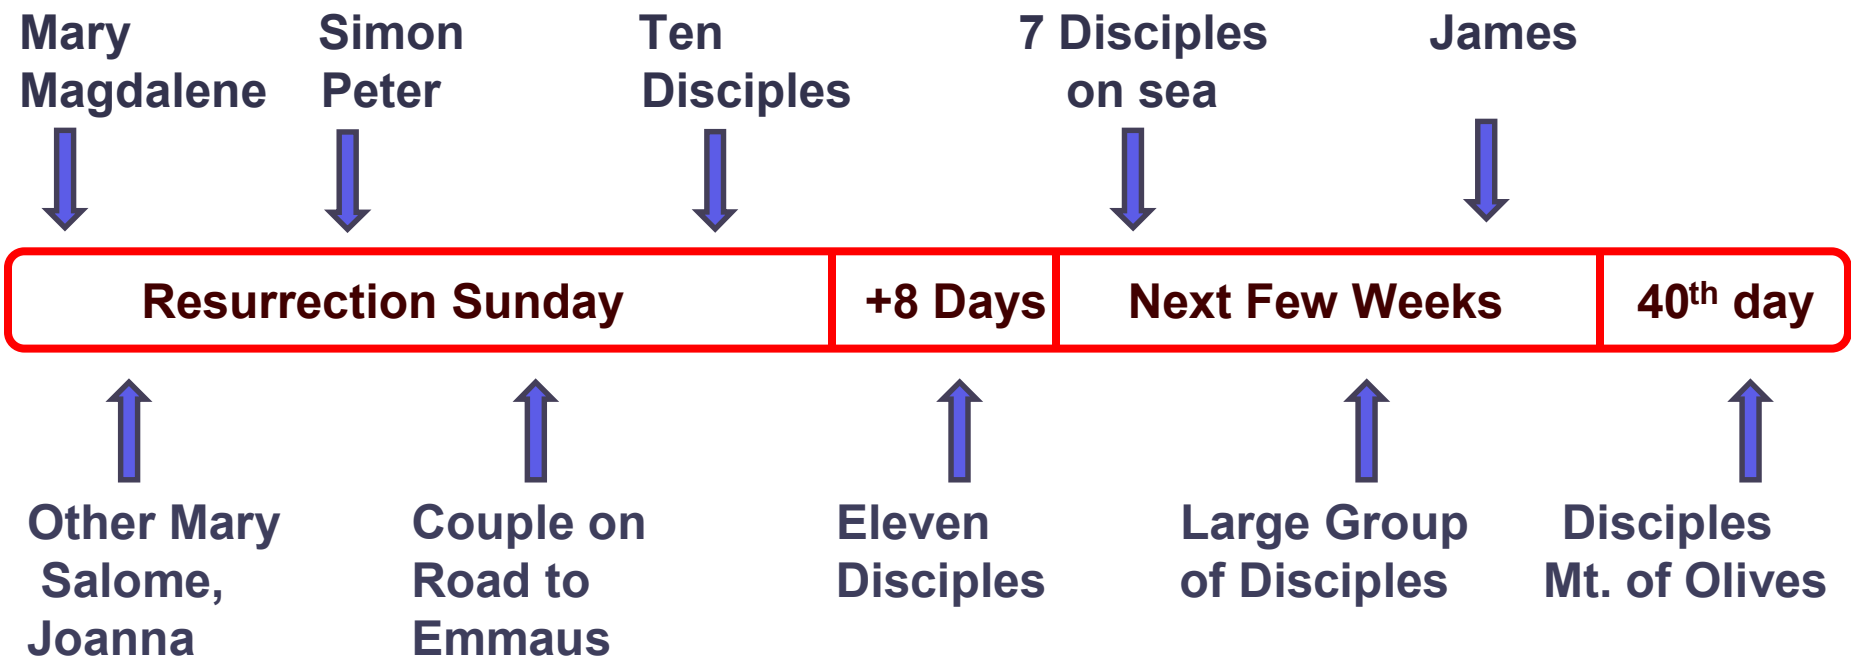 Mary
Magdalene
Simon
Peter
Ten
Disciples
7 Disciples
on sea
James
Resurrection Sunday
+8 Days
Next Few Weeks
40th day
Other Mary
Salome,
Joanna
Couple on
Road to
Emmaus
Eleven
Disciples
Large Group
of Disciples
Disciples
Mt. of Olives